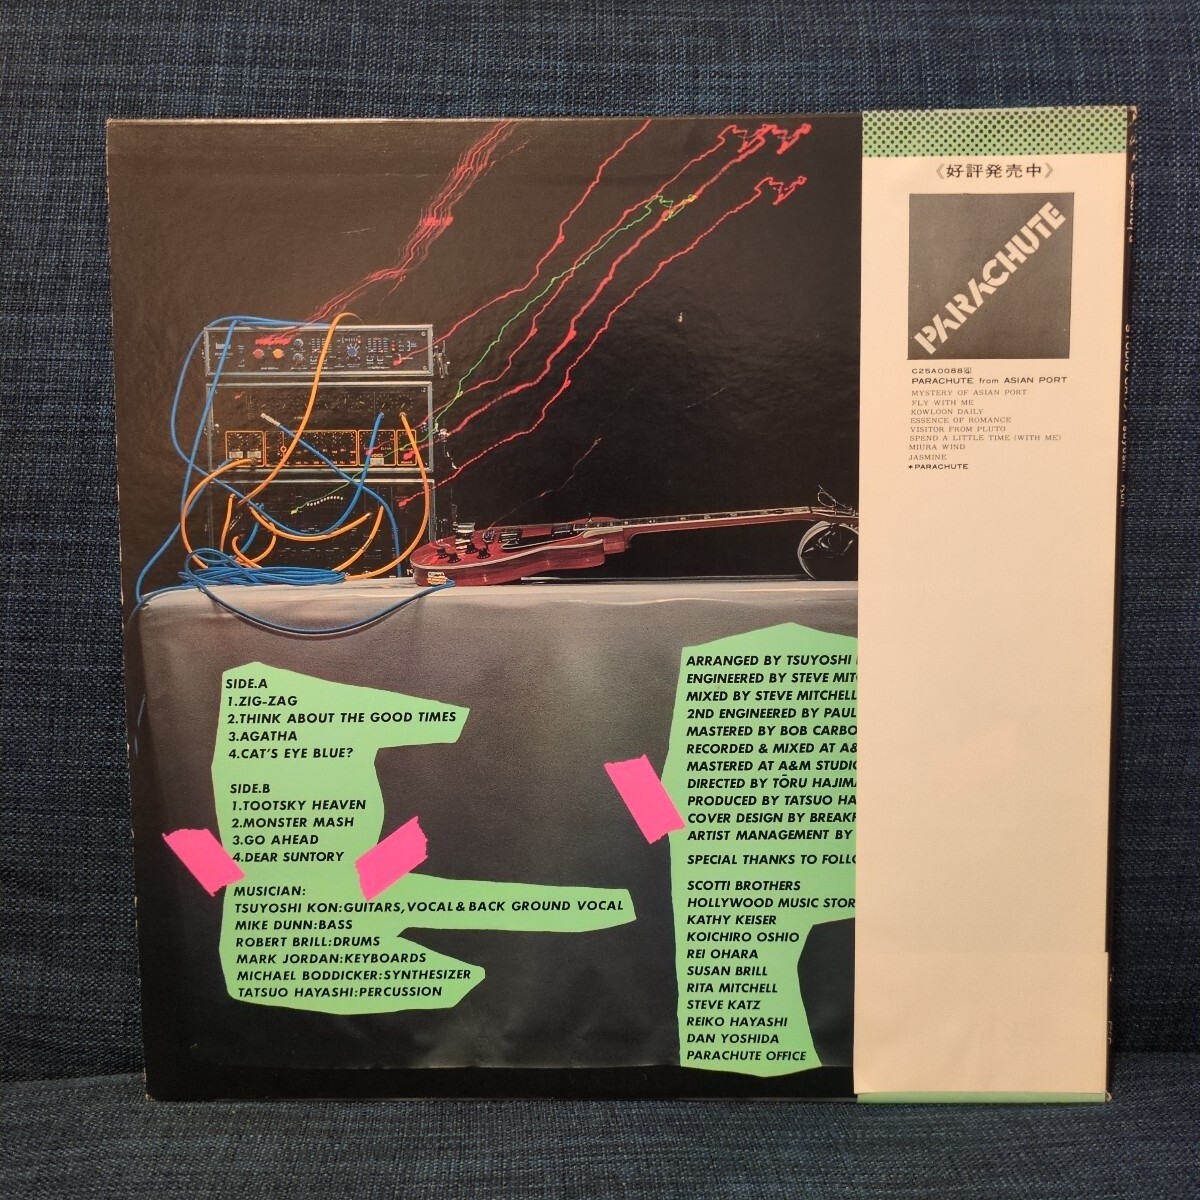 SIDE.A
1.ZIG-ZAG
2.THINK ABOUT THE GOOD TIMES
3.AGATHA
4.CAT'S EYE BLUE?
SIDE.B
1.TOOTSKY HEAVEN
2.MONSTER MASH
3.GO AHEAD
4.DEAR SUNTORY
MUSICIAN:
TSUYOSHI KON:GUITARS,VOCAL & BACK GROUND VOCAL
MIKE DUNN:BASS
ROBERT BRILL:DRUMS
MARK JORDAN:KEYBOARDS
MICHAEL BODDICKER:SYNTHESIZER
TATSUO HAYASHI:PERCUSSION
ARRANGED BY TSUYOSHI
ENGINEERED BY STEVE MITC
MIXED BY STEVE MITCHELL
2ND ENGINEERED BY PAUL
MASTERED BY BOB CARBO
RECORDED & MIXED AT A&
MASTERED AT A&M STUDIO
DIRECTED BY TŌRU HAJIMA
PRODUCED BY TATSUO HA
COVER DESIGN BY BREAKF
ARTIST MANAGEMENT BY
SPECIAL THANKS TO FOLLO
SCOTTI BROTHERS
HOLLYWOOD MUSIC STOR
KATHY KEISER
KOICHIRO OSHIO
REI OHARA
SUSAN BRILL
RITA MITCHELL
STEVE KATZ
REIKO HAYASHI
DAN YOSHIDA
PARACHUTE OFFICE
《好評発売中》
PARACHUTE
C25A0088
PARACHUTE from ASIAN PORT
MYSTERY OF ASIAN PORT
FLY WITH ME
KOWLOON DAILY
ESSENCE OF ROMANCE
VISITOR FROM PLUTO
SPEND A LITTLE TIME (WITH ME)
MIURA WIND
JASMINE
*PARACHUTE